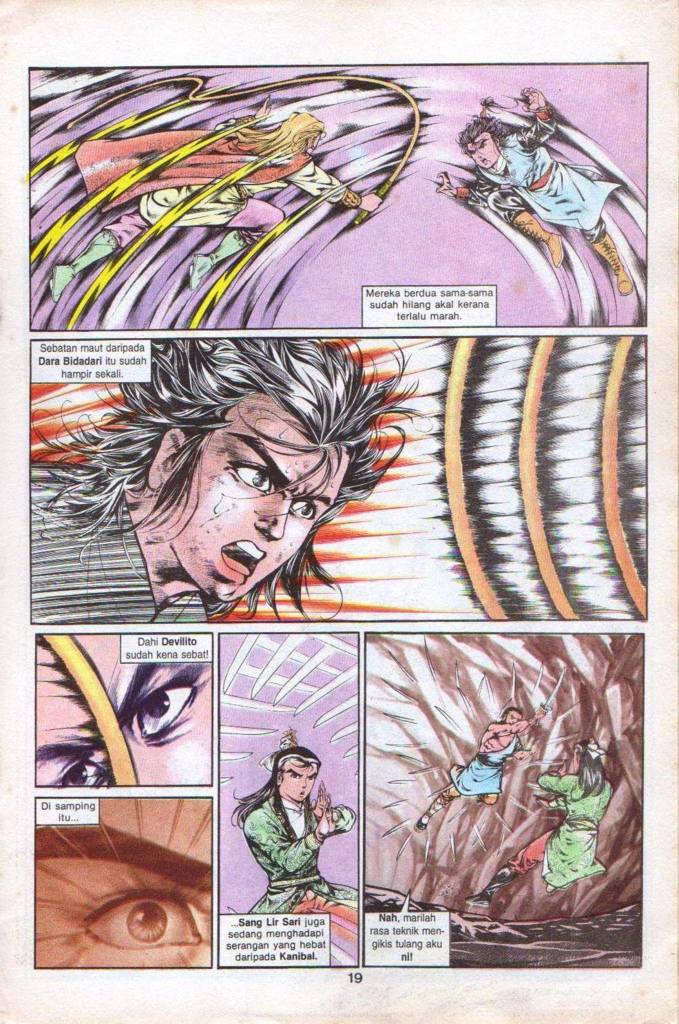 Mereka berdua sama-sama
sudah hilang akal kerana
terlalu marah.
Sebatan maut daripada
Dara Bidadari itu sudah
hampir sekali.
Dahi Devilito
sudah kena sebat!
Di samping
itu...
...Sang Lir Sari juga
sedang menghadapi
serangan yang hebat
daripada Kanibal.
Nah, marilah
rasa teknik men-
gikis tulang aku
ni!
19